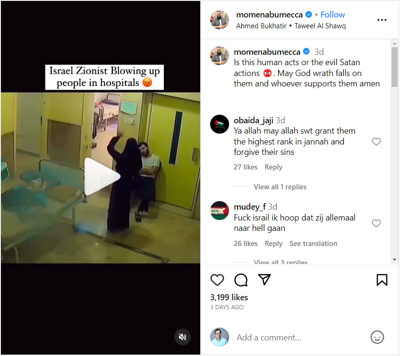 Israel Zionist Blowing up
people in hospitals 😡
momenabumecca • Follow
Ahmed Bukhatir • Taweel Al Shawq
momenabumecca 3d
Is this human acts or the evil Satan
actions 📛. May God wrath falls on
them and whoever supports them amen
obaida_jaji 3d
Ya allah may allah swt grant them
the highest rank in jannah and
forgive their sins
27 likes Reply
View all 1 replies
mudey_f 3d
Fuck israil ik hoop dat zij allemaal
naar hell gaan
26 likes Reply See translation
View all 3 replies
3,199 likes
3 DAYS AGO
Add a comment...